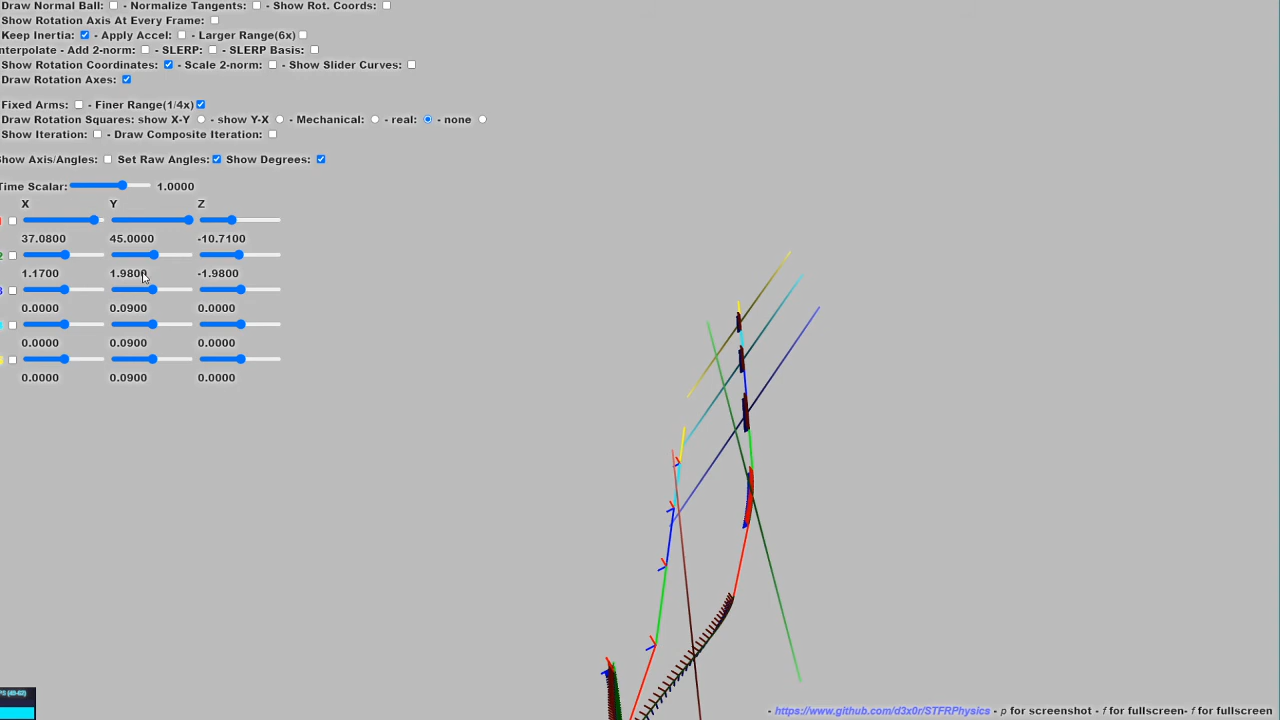 Draw Normal Ball: - Normalize Tangents: - Show Rot. Coords:
Show Rotation Axis At Every Frame:
Keep Inertia: - Apply Accel: - Larger Range(6x)
nterpolate - Add 2-norm: - SLERP: - SLERP Basis:
Show Rotation Coordinates: - Scale 2-norm: - Show Slider Curves:
Draw Rotation Axes:
Fixed Arms: - Finer Range(1/4x)
Draw Rotation Squares: show X-Y - show Y-X - Mechanical: - real: - none
Show Iteration: - Draw Composite Iteration:
Show Axis/Angles: Set Raw Angles: Show Degrees:
Time Scalar: 1.0000
X Y Z
37.0800 45.0000 -10.7100
2
1.1700 1.9800 -1.9800
3
0.0000 0.0900 0.0000
0.0000 0.0900 0.0000
0.0000 0.0900 0.0000
- https://www.github.com/d3x0r/STFRPhysics - p for screenshot - f for fullscreen- f for fullscreen